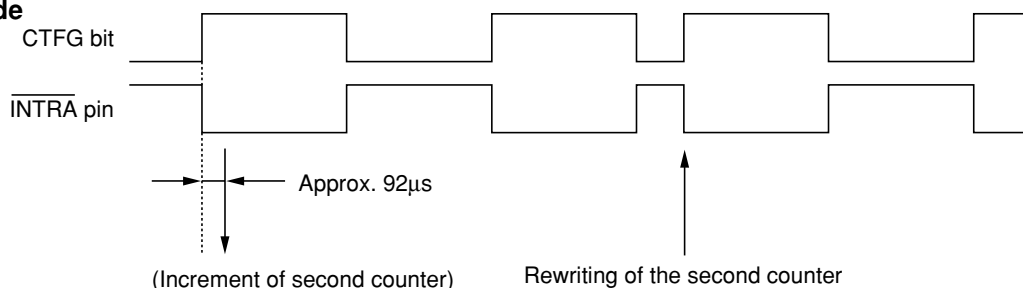 de
CTFG bit
INTRA pin
Approx. 92μs
(Increment of second counter)
Rewriting of the second counter